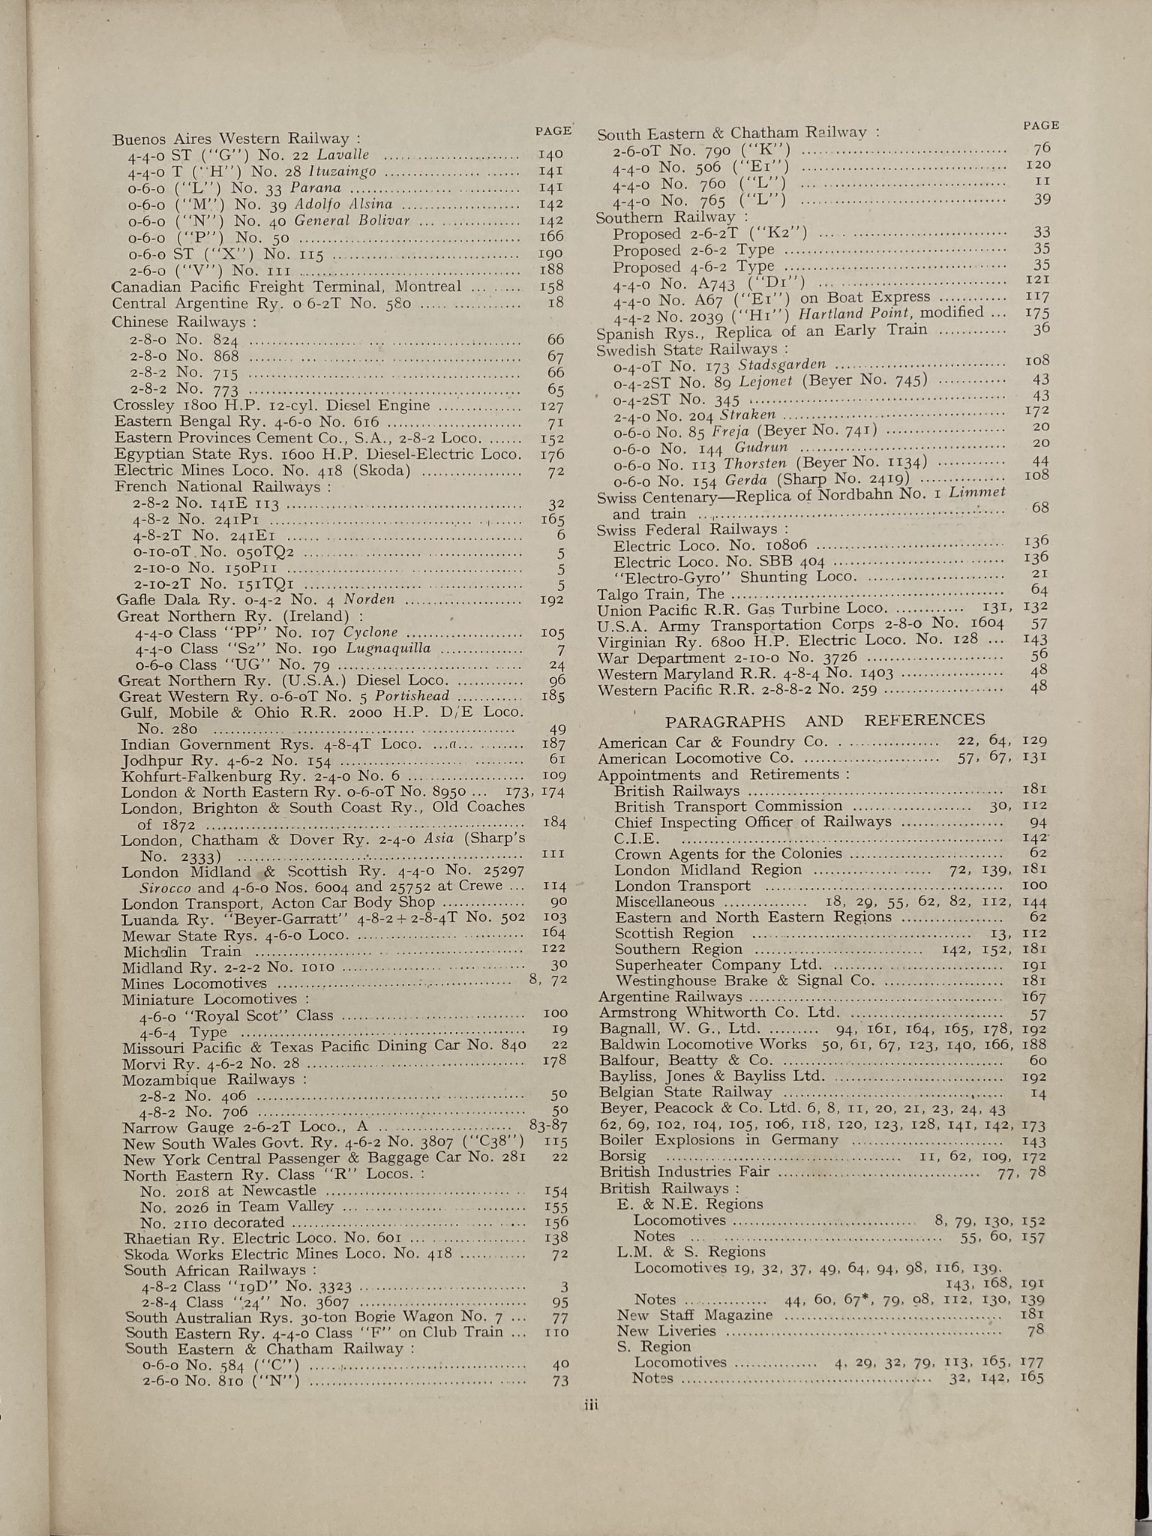 PAGE
Buenos Aires Western Railway :
4-4-0 ST ("G") No. 22 Lavalle ........................ 140
4-4-0 T ("H") No. 28 Ituzaingo ........................ 141
0-6-0 ("L") No. 33 Parana ........................ 141
0-6-0 ("M") No. 39 Adolfo Alsina ........................ 142
0-6-0 ("N") No. 40 General Bolivar ........................ 142
0-6-0 ("P") No. 50 ........................ 166
0-6-0 ST ("X") No. 115 ........................ 190
2-6-0 ("V") No. 111 ........................ 188
Canadian Pacific Freight Terminal, Montreal ......... 158
Central Argentine Ry. 0 6-2T No. 580 .................. 18
Chinese Railways :
2-8-0 No. 824 ........................ 66
2-8-0 No. 868 ........................ 67
2-8-2 No. 715 ........................ 66
2-8-2 No. 773 ........................ 65
Crossley 1800 H.P. 12-cyl. Diesel Engine ............... 127
Eastern Bengal Ry. 4-6-0 No. 616 ........................ 71
Eastern Provinces Cement Co., S.A., 2-8-2 Loco. ...... 152
Egyptian State Rys. 1600 H.P. Diesel-Electric Loco. 176
Electric Mines Loco. No. 418 (Skoda) .................. 72
French National Railways :
2-8-2 No. 141E 113 ........................ 32
4-8-2 No. 241P1 ........................ 165
4-8-2T No. 241E1 ........................ 6
0-10-0T No. 050TQ2 ........................ 5
2-10-0 No. 150P11 ........................ 5
2-10-2T No. 151TQ1 ........................ 5
Gafle Dala Ry. 0-4-2 No. 4 Norden ..................... 192
Great Northern Ry. (Ireland) :
4-4-0 Class "PP" No. 107 Cyclone ..................... 105
4-4-0 Class "S2" No. 190 Lugnaquilla ............... 7
0-6-0 Class "UG" No. 79 ........................ 24
Great Northern Ry. (U.S.A.) Diesel Loco. ............ 96
Great Western Ry. 0-6-0T No. 5 Portishead ............ 185
Gulf, Mobile & Ohio R.R. 2000 H.P. D/E Loco.
No. 280 ........................ 49
Indian Government Rys. 4-8-4T Loco. ............... 187
Jodhpur Ry. 4-6-2 No. 154 ........................ 61
Kohfurt-Falkenburg Ry. 2-4-0 No. 6 ..................... 109
London & North Eastern Ry. 0-6-0T No. 8950 ... 173, 174
London, Brighton & South Coast Ry., Old Coaches
of 1872 ........................ 184
London, Chatham & Dover Ry. 2-4-0 Asia (Sharp's
No. 2333) ........................ 111
London Midland & Scottish Ry. 4-4-0 No. 25297
Sirocco and 4-6-0 Nos. 6004 and 25752 at Crewe ... 114
London Transport, Acton Car Body Shop ............... 90
Luanda Ry. "Beyer-Garratt" 4-8-2 + 2-8-4T No. 502 103
Mewar State Rys. 4-6-0 Loco. ........................ 164
Michelin Train ........................ 122
Midland Ry. 2-2-2 No. 1010 ........................ 30
Mines Locomotives ........................ 8, 72
Miniature Locomotives :
4-6-0 "Royal Scot" Class ........................ 100
4-6-4 Type ........................ 19
Missouri Pacific & Texas Pacific Dining Car No. 840 22
Morvi Ry. 4-6-2 No. 28 ........................ 178
Mozambique Railways :
2-8-2 No. 406 ........................ 50
4-8-2 No. 706 ........................ 50
Narrow Gauge 2-6-2T Loco., A ........................ 83-87
New South Wales Govt. Ry. 4-6-2 No. 3807 ("C38") 115
New York Central Passenger & Baggage Car No. 281 22
North Eastern Ry. Class "R" Locos. :
No. 2018 at Newcastle ........................ 154
No. 2026 in Team Valley ........................ 155
No. 2110 decorated ........................ 156
Rhaetian Ry. Electric Loco. No. 601 ..................... 138
Skoda Works Electric Mines Loco. No. 418 ............ 72
South African Railways :
4-8-2 Class "19D" No. 3323 ........................ 3
2-8-4 Class "24" No. 3607 ........................ 95
South Australian Rys. 30-ton Bogie Wagon No. 7 ... 77
South Eastern Ry. 4-4-0 Class "F" on Club Train ... 110
South Eastern & Chatham Railway :
0-6-0 No. 584 ("C") ........................ 40
2-6-0 No. 810 ("N") ........................ 73
PAGE
South Eastern & Chatham Railway :
2-6-0T No. 790 ("K") ........................ 76
4-4-0 No. 506 ("E1") ........................ 120
4-4-0 No. 760 ("L") ........................ 11
4-4-0 No. 765 ("L") ........................ 39
Southern Railway :
Proposed 2-6-2T ("K2") ........................ 33
Proposed 2-6-2 Type ........................ 35
Proposed 4-6-2 Type ........................ 35
4-4-0 No. A743 ("D1") ........................ 121
4-4-0 No. A67 ("E1") on Boat Express ............ 117
4-4-2 No. 2039 ("H1") Hartland Point, modified ... 175
Spanish Rys., Replica of an Early Train ............ 36
Swedish State Railways :
0-4-0T No. 173 Stadsgarden ........................ 108
0-4-2ST No. 89 Lejonet (Beyer No. 745) ............ 43
0-4-2ST No. 345 ........................ 43
2-4-0 No. 204 Straken ........................ 172
0-6-0 No. 85 Freja (Beyer No. 741) ..................... 20
0-6-0 No. 144 Gudrun ........................ 20
0-6-0 No. 113 Thorsten (Beyer No. 1134) ............ 44
0-6-0 No. 154 Gerda (Sharp No. 2419) ............... 108
Swiss Centenary—Replica of Nordbahn No. 1 Limmet
and train ........................ 68
Swiss Federal Railways :
Electric Loco. No. 10806 ........................ 136
Electric Loco. No. SBB 404 ........................ 136
"Electro-Gyro" Shunting Loco. ........................ 21
Talgo Train, The ........................ 64
Union Pacific R.R. Gas Turbine Loco. ............ 131, 132
U.S.A. Army Transportation Corps 2-8-0 No. 1604 57
Virginian Ry. 6800 H.P. Electric Loco. No. 128 ... 143
War Department 2-10-0 No. 3726 ........................ 56
Western Maryland R.R. 4-8-4 No. 1403 .................. 48
Western Pacific R.R. 2-8-8-2 No. 259 ..................... 48
PARAGRAPHS AND REFERENCES
American Car & Foundry Co. .................. 22, 64, 129
American Locomotive Co. ........................ 57, 67, 131
Appointments and Retirements :
British Railways ........................ 181
British Transport Commission ..................... 30, 112
Chief Inspecting Officer of Railways .................. 94
C.I.E. ........................ 142
Crown Agents for the Colonies ........................ 62
London Midland Region ..................... 72, 139, 181
London Transport ........................ 100
Miscellaneous ............... 18, 29, 55, 62, 82, 112, 144
Eastern and North Eastern Regions .................. 62
Scottish Region ........................ 13, 112
Southern Region ........................ 142, 152, 181
Superheater Company Ltd. ........................ 191
Westinghouse Brake & Signal Co. ..................... 181
Argentine Railways ........................ 167
Armstrong Whitworth Co. Ltd. ........................ 57
Bagnall, W. G., Ltd. ......... 94, 161, 164, 165, 178, 192
Baldwin Locomotive Works 50, 61, 67, 123, 140, 166, 188
Balfour, Beatty & Co. ........................ 60
Bayliss, Jones & Bayliss Ltd. ........................ 192
Belgian State Railway ........................ 14
Beyer, Peacock & Co. Ltd. 6, 8, 11, 20, 21, 23, 24, 43
62, 69, 102, 104, 105, 106, 118, 120, 123, 128, 141, 142, 173
Boiler Explosions in Germany ........................ 143
Borsig ........................ 11, 62, 109, 172
British Industries Fair ........................ 77, 78
British Railways :
E. & N.E. Regions
Locomotives ........................ 8, 79, 130, 152
Notes ........................ 55, 60, 157
L.M. & S. Regions
Locomotives 19, 32, 37, 49, 64, 94, 98, 116, 139,
143, 168, 191
Notes ............... 44, 60, 67*, 79, 98, 112, 130, 139
New Staff Magazine ........................ 181
New Liveries ........................ 78
S. Region
Locomotives ............... 4, 29, 32, 79, 113, 165, 177
Notes ........................ 32, 142, 165
iii